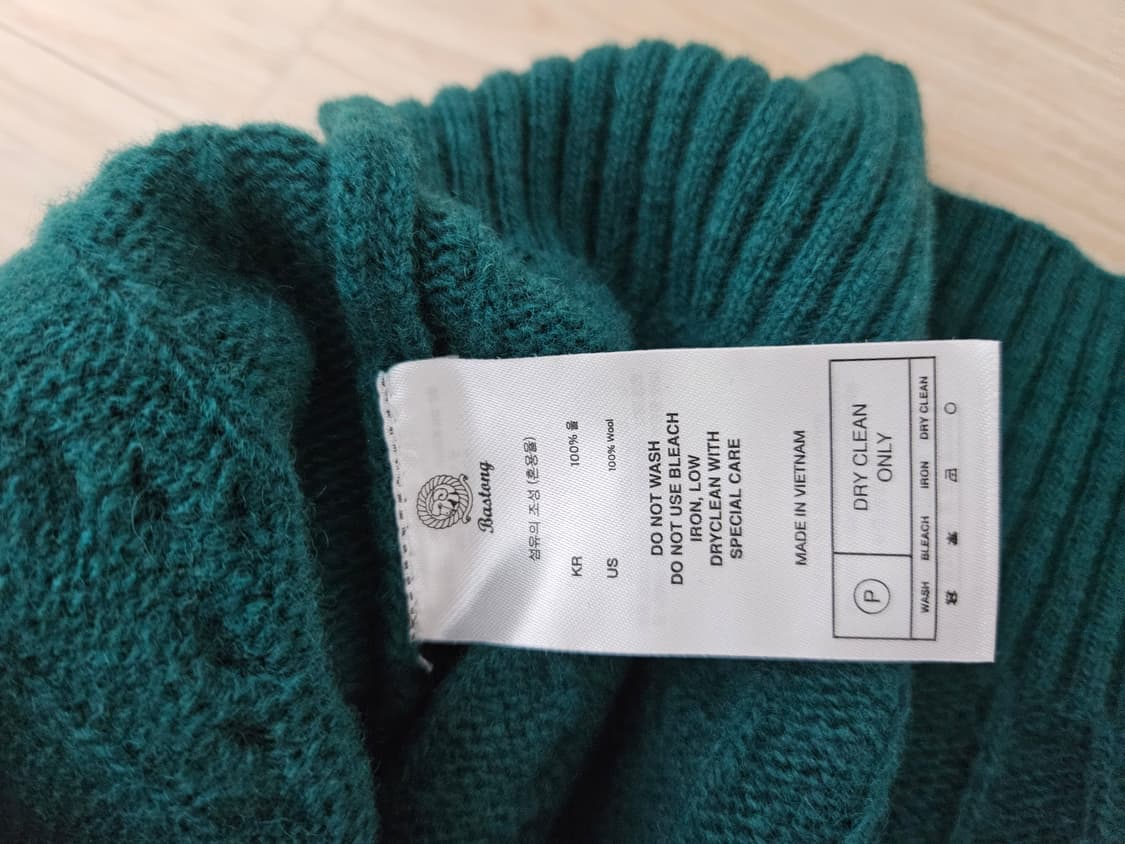 Bastong
섬유의 조성 (혼용율)
KR 100% 울
US 100% Wool
DO NOT WASH
DO NOT USE BLEACH
IRON, LOW
DRYCLEAN WITH
SPECIAL CARE
MADE IN VIETNAM
P DRY CLEAN
ONLY
WASH BLEACH IRON DRY CLEAN